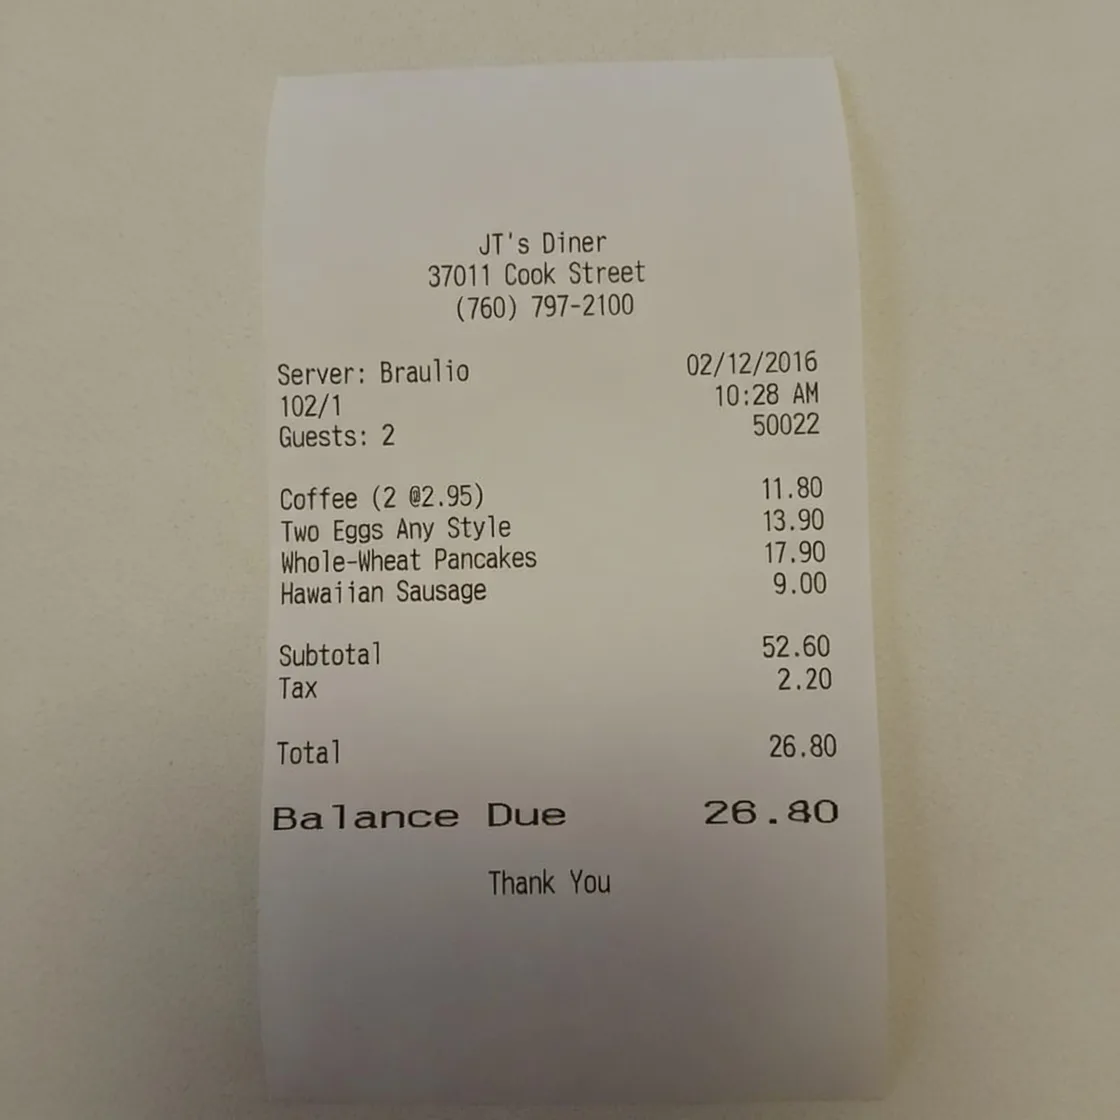 JT's Diner
37011 Cook Street
(760) 797-2100
Server: Braulio 02/12/2016
102/1 10:28 AM
Guests: 2 50022
Coffee (2 @2.95) 11.80
Two Eggs Any Style 13.90
Whole-Wheat Pancakes 17.90
Hawaiian Sausage 9.00
Subtotal 52.60
Tax 2.20
Total 26.80
Balance Due 26.80
Thank You